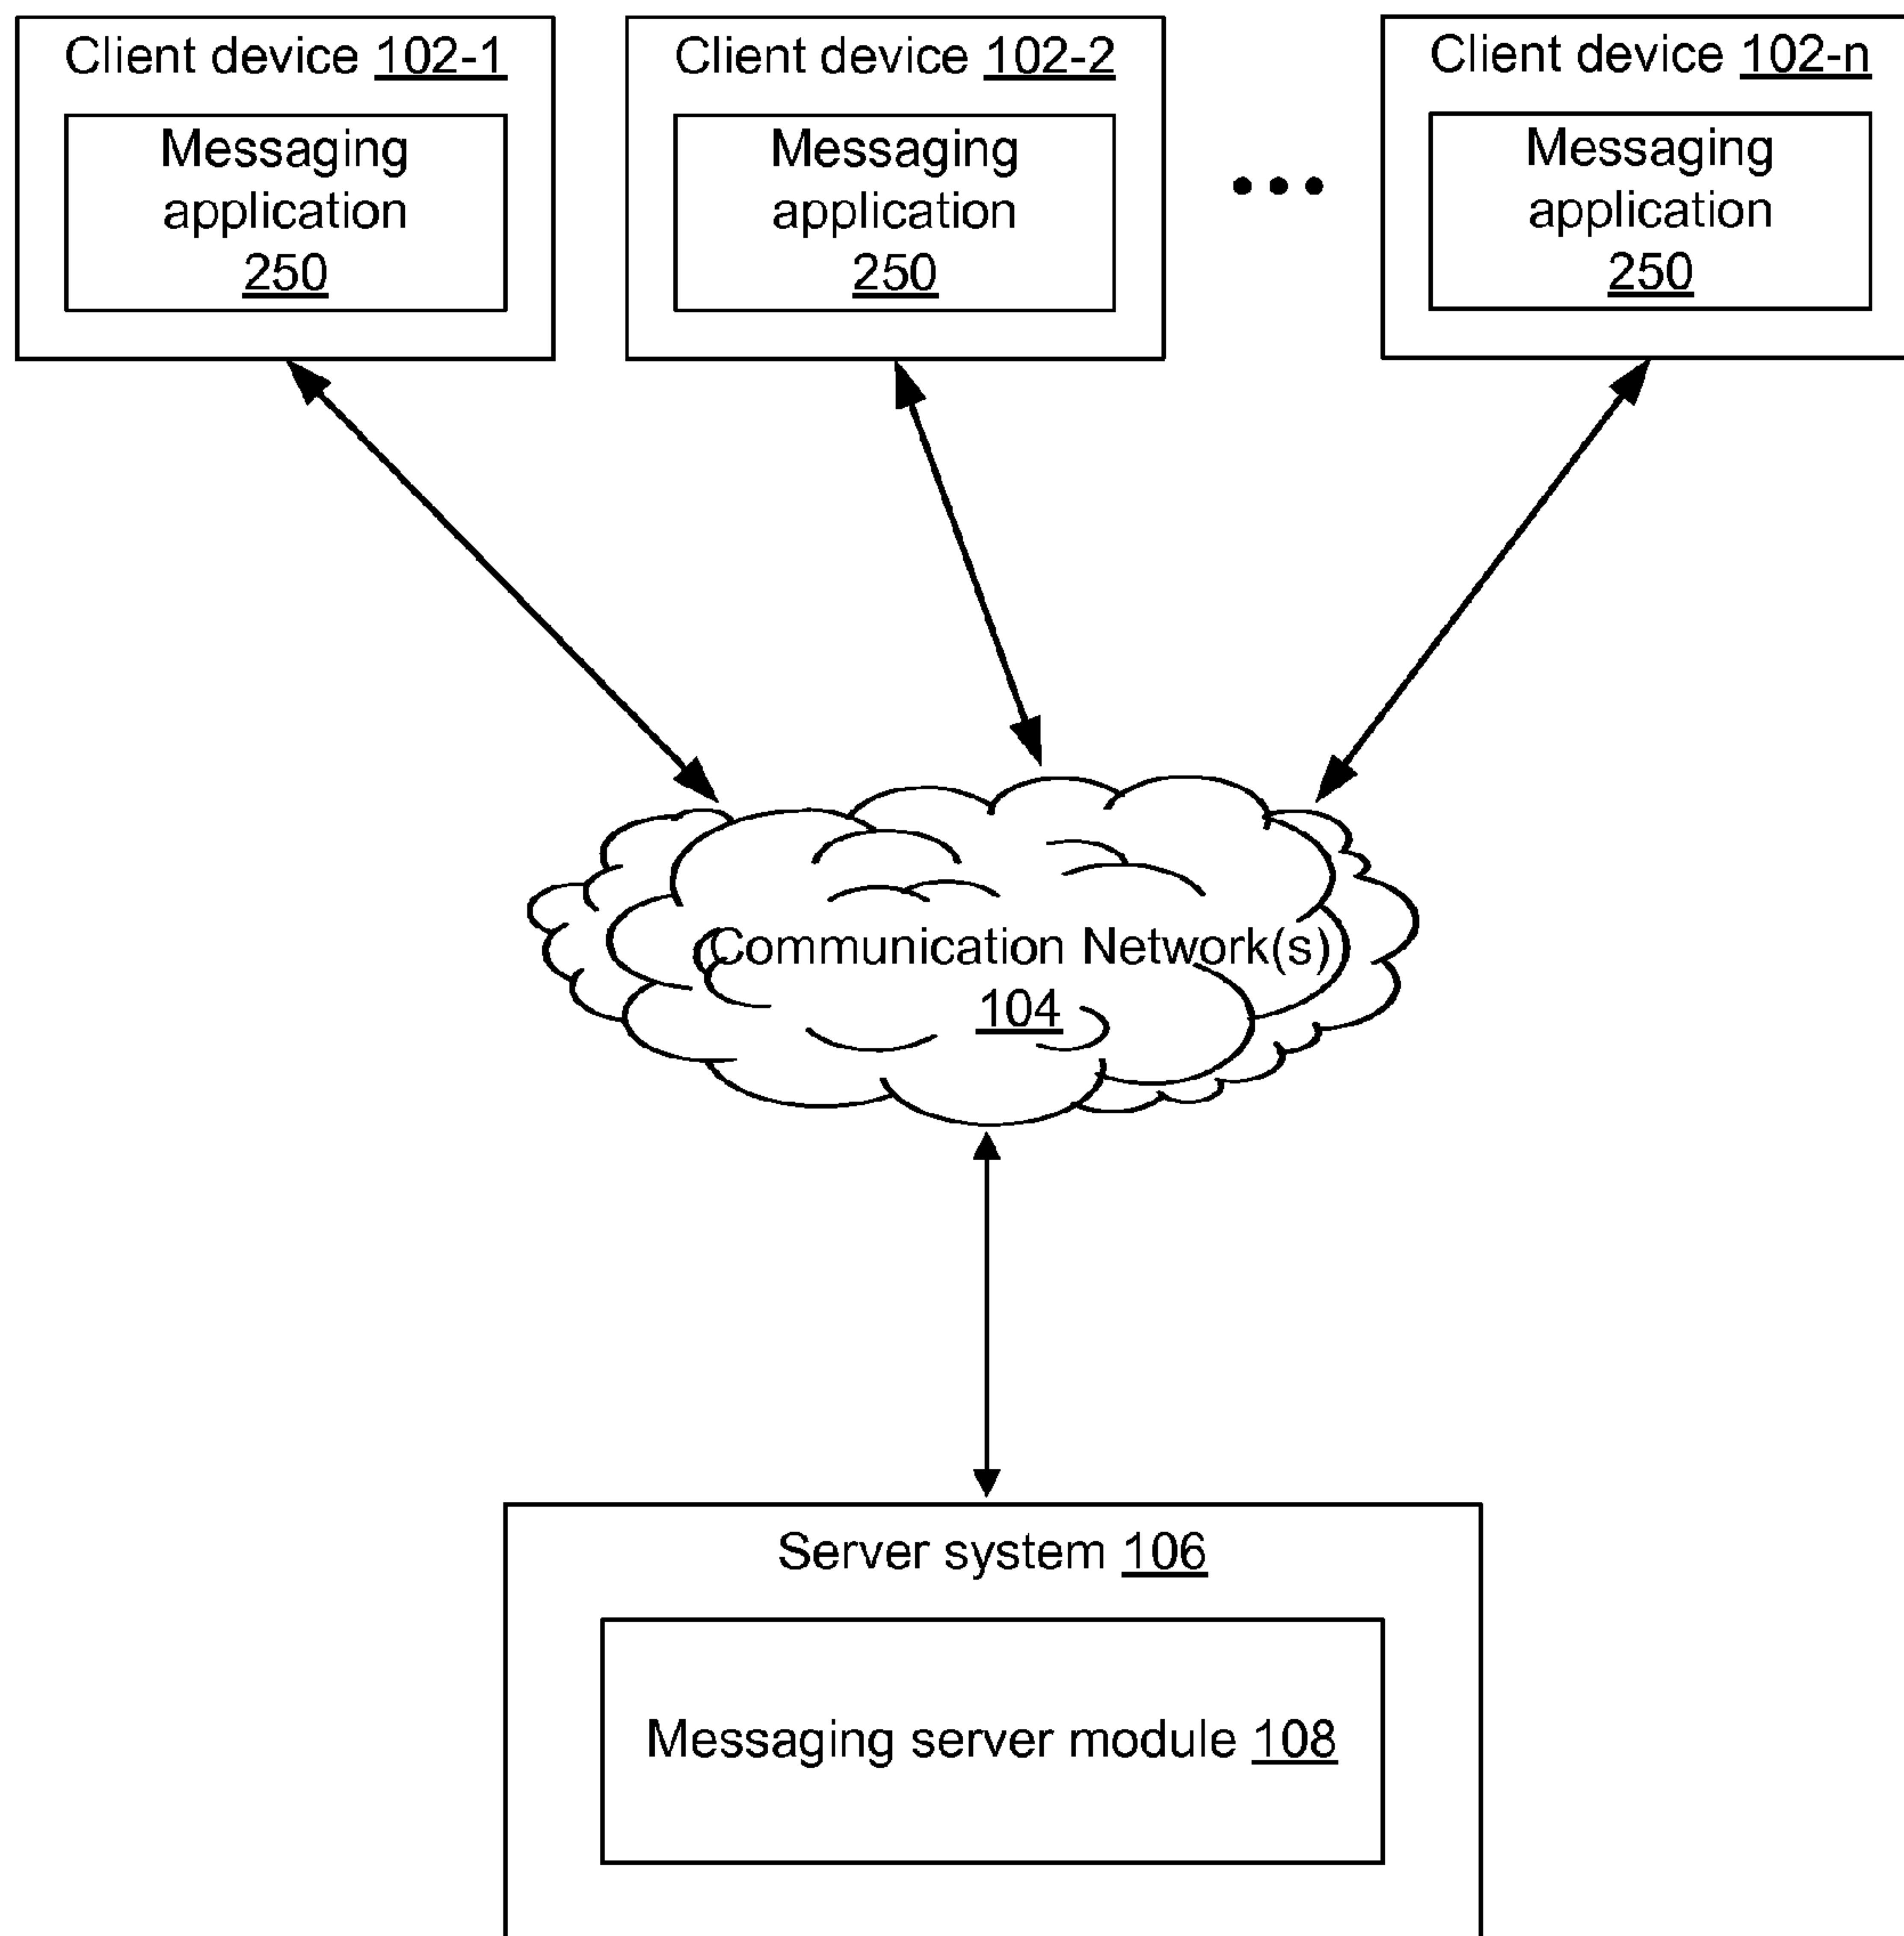 Client device 102-1
Messaging
application
250
Client device 102-2
Messaging
application
250
Client device 102-n
Messaging
application
250
Communication Network(s)
104
Server system 106
Messaging server module 108